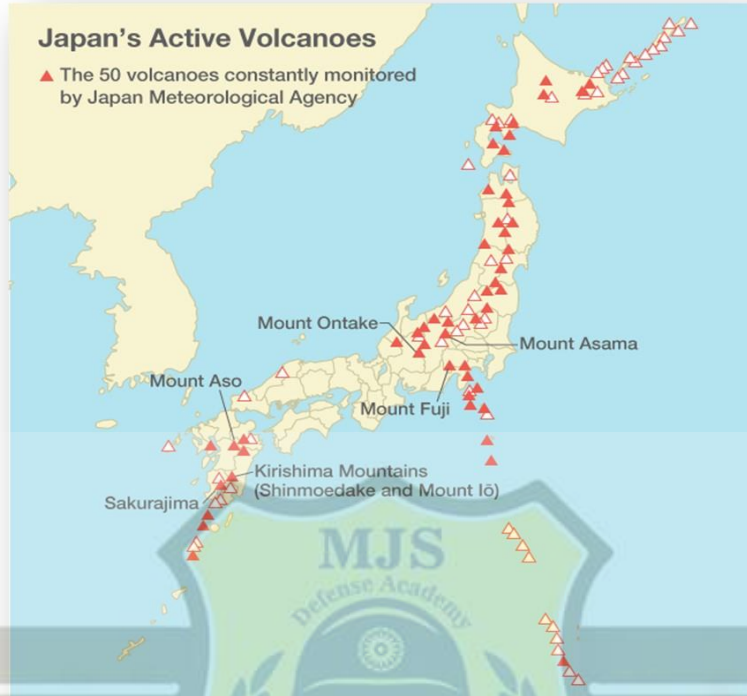 Japan's Active Volcanoes
The 50 volcanoes constantly monitored
by Japan Meteorological Agency
Mount Ontake
Mount Asama
Mount Aso
Mount Fuji
Kirishima Mountains
(Shinmoedake and Mount Iō)
Sakurajima
MJS
Defense Academy